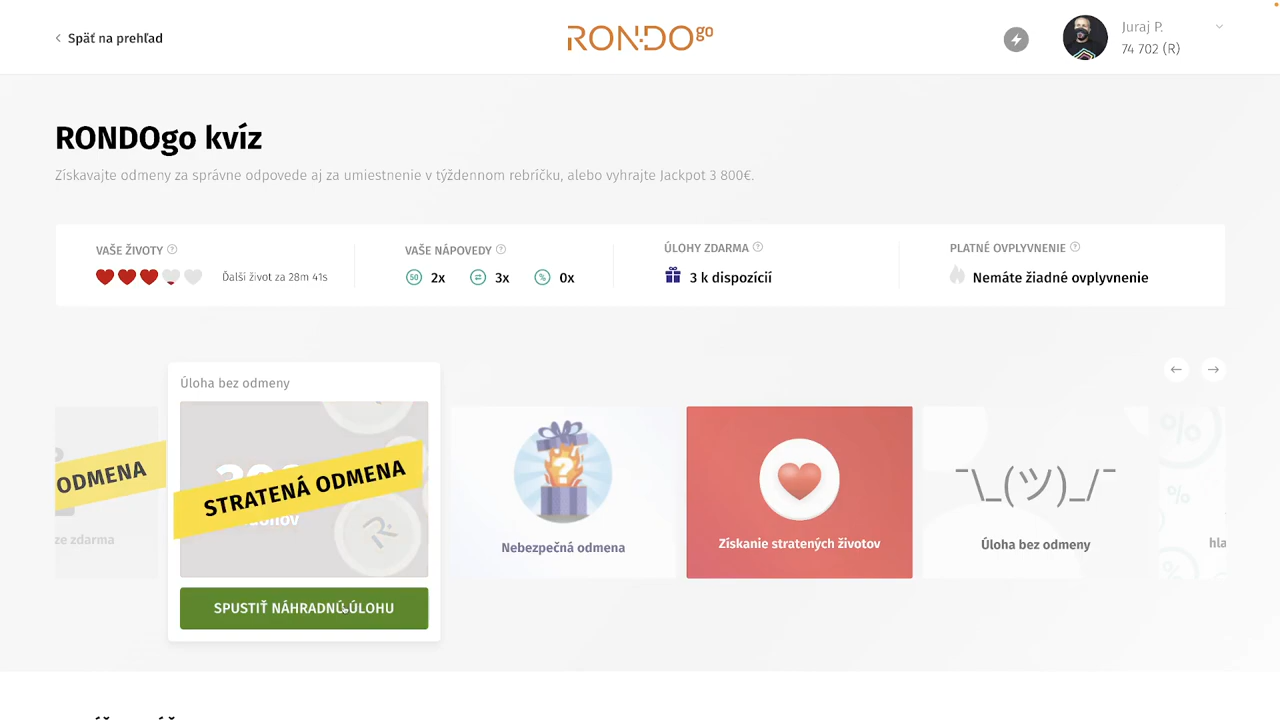 Späť na prehľad
RONDOgo
Juraj P.
74 702 (R)
RONDOgo kvíz
Získavajte odmeny za správne odpovede aj za umiestnenie v týždennom rebríčku, alebo vyhrajte Jackpot 3 800€.
VAŠE ŽIVOTY
Ďalší život za 28m 41s
VAŠE NÁPOVEDY
50 2x 3x % 0x
ÚLOHY ZDARMA
3 k dispozícií
PLATNÉ OVPLYVNENIE
Nemáte žiadné ovplyvnenie
ODMENA
ze zdarma
Úloha bez odmeny
STRATENÁ ODMENA
SPUSTIŤ NÁHRADNÚ ÚLOHU
?
Nebezpečná odmena
Získanie stratených životov
¯\_(ツ)_/¯
Úloha bez odmeny
hla